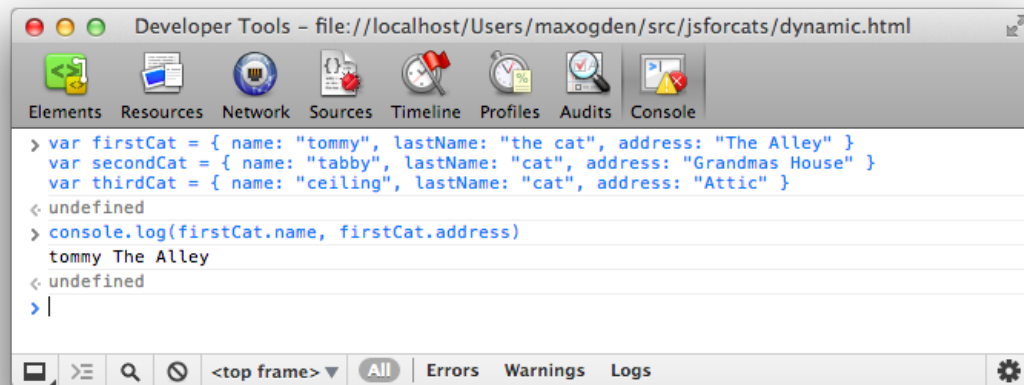 Developer Tools - file://localhost/Users/maxogden/src/jsforcats/dynamic.html
Elements Resources Network Sources Timeline Profiles Audits Console
> var firstCat = { name: "tommy", lastName: "the cat", address: "The Alley" }
var secondCat = { name: "tabby", lastName: "cat", address: "Grandmas House" }
var thirdCat = { name: "ceiling", lastName: "cat", address: "Attic" }
undefined
> console.log(firstCat.name, firstCat.address)
tommy The Alley
undefined
>
<top frame> ▼ All Errors Warnings Logs